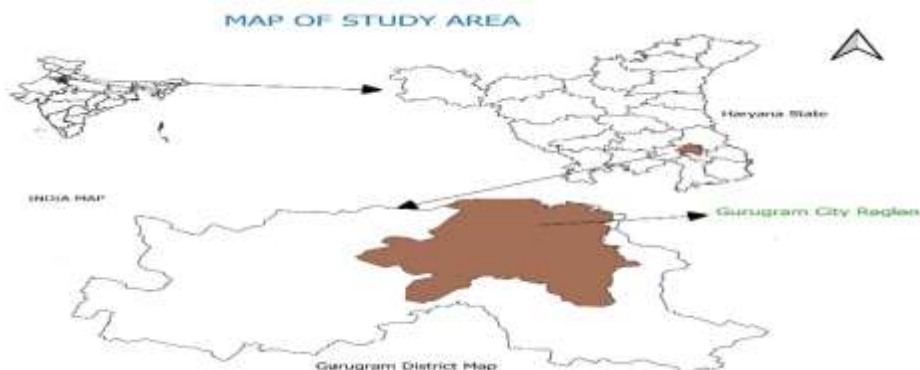 MAP OF STUDY AREA
Haryana State
INDIA MAP
Gurugram City Region
Gurugram District Map